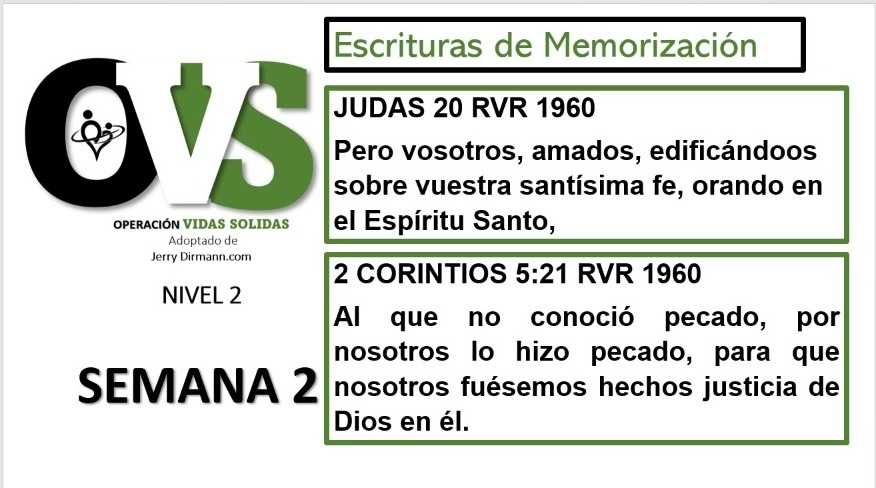 Escrituras de Memorización
OVS
OPERACIÓN VIDAS SOLIDAS
Adoptado de
Jerry Dirmann.com
NIVEL 2
SEMANA 2
JUDAS 20 RVR 1960
Pero vosotros, amados, edificándoos
sobre vuestra santísima fe, orando en
el Espíritu Santo,
2 CORINTIOS 5:21 RVR 1960
Al que no conoció pecado, por
nosotros lo hizo pecado, para que
nosotros fuésemos hechos justicia de
Dios en él.